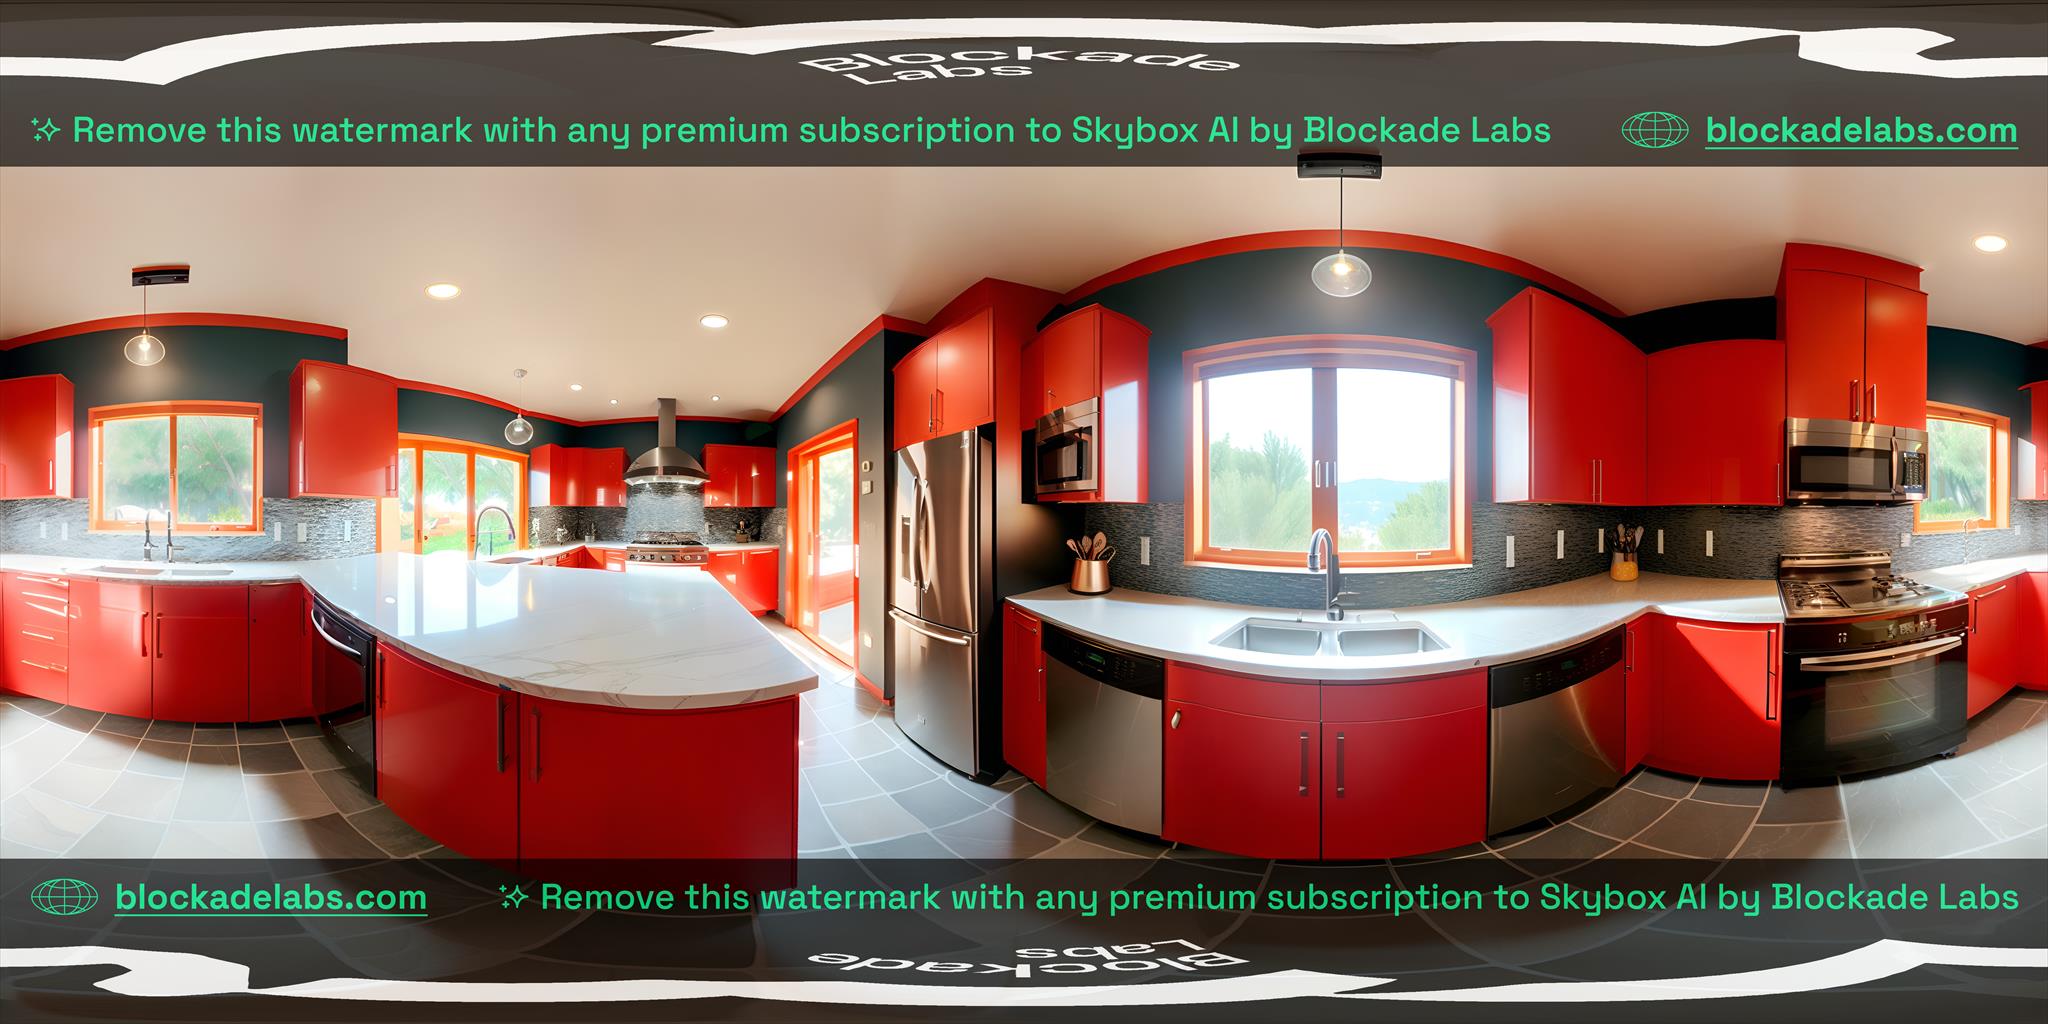 Blockade
Labs
Remove this watermark with any premium subscription to Skybox AI by Blockade Labs
blockadelabs.com
blockadelabs.com
Remove this watermark with any premium subscription to Skybox AI by Blockade Labs
Blockade
Labs